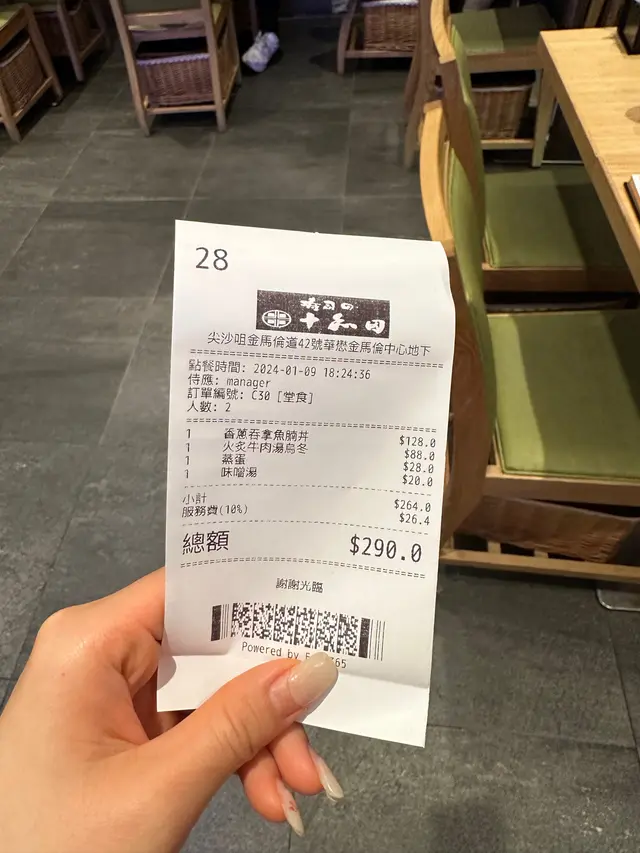 28
寿司の
十和田
尖沙咀金馬倫道42號華懋金馬倫中心地下
點餐時間: 2024-01-09 18:24:36
侍應: manager
訂單編號: C30 [堂食]
人數: 2
1 香蔥吞拿魚腩丼 $128.0
1 火炙牛肉湯烏冬 $88.0
1 蒸蛋 $28.0
1 味噌湯 $20.0
小計 $264.0
服務費(10%) $26.4
總額 $290.0
謝謝光臨
Powered by